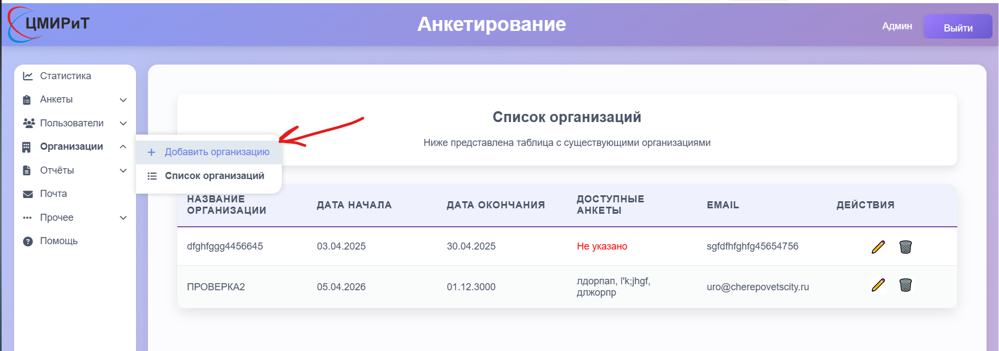 ЦМИРиТ
Анкетирование
Админ
Выйти
Статистика
Анкеты
Пользователи
Организации
Отчёты
Почта
Прочее
Помощь
Добавить организацию
Список организаций
Список организаций
Ниже представлена таблица с существующими организациями
НАЗВАНИЕ
ОРГАНИЗАЦИИ
ДАТА НАЧАЛА
ДАТА ОКОНЧАНИЯ
ДОСТУПНЫЕ
АНКЕТЫ
EMAIL
ДЕЙСТВИЯ
dfghfggg4456645
03.04.2025
30.04.2025
Не указано
sgfdfhfghfg45654756
ПРОВЕРКА2
05.04.2026
01.12.3000
лдорпап, l'k;jhgf,
длжорпр
uro@cherepovetscity.ru